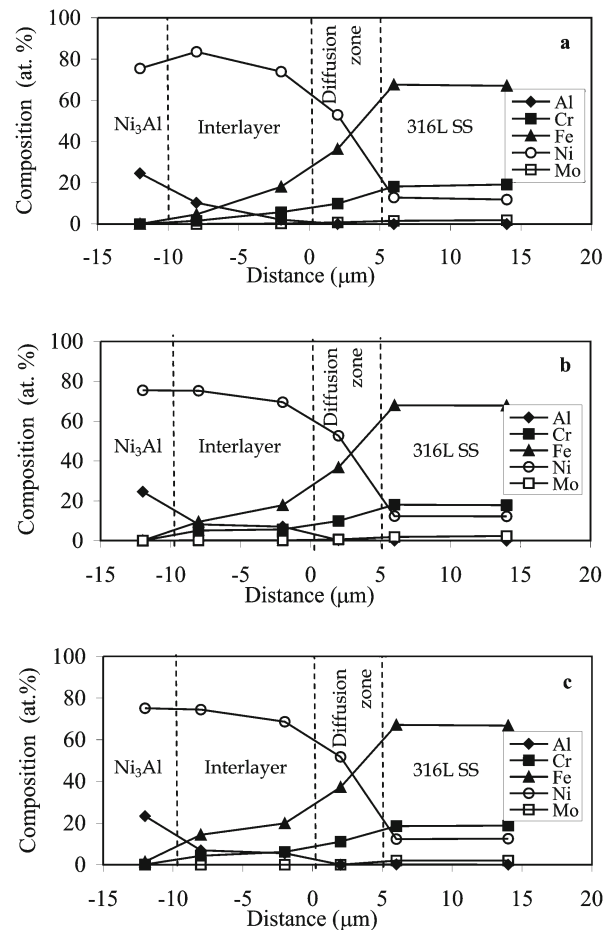 a
Composition (at. %)
100
80
60
40
20
0
Ni₃Al
Interlayer
Diffusion
zone
316L SS
Al
Cr
Fe
Ni
Mo
-15 -10 -5 0 5 10 15 20
Distance (μm)
b
Composition (at. %)
100
80
60
40
20
0
Ni₃Al
Interlayer
Diffusion
zone
316L SS
Al
Cr
Fe
Ni
Mo
-15 -10 -5 0 5 10 15 20
Distance (μm)
c
Composition (at.%)
100
80
60
40
20
0
Ni₃Al
Interlayer
Diffusion
zone
316L SS
Al
Cr
Fe
Ni
Mo
-15 -10 -5 0 5 10 15 20
Distance (μm)